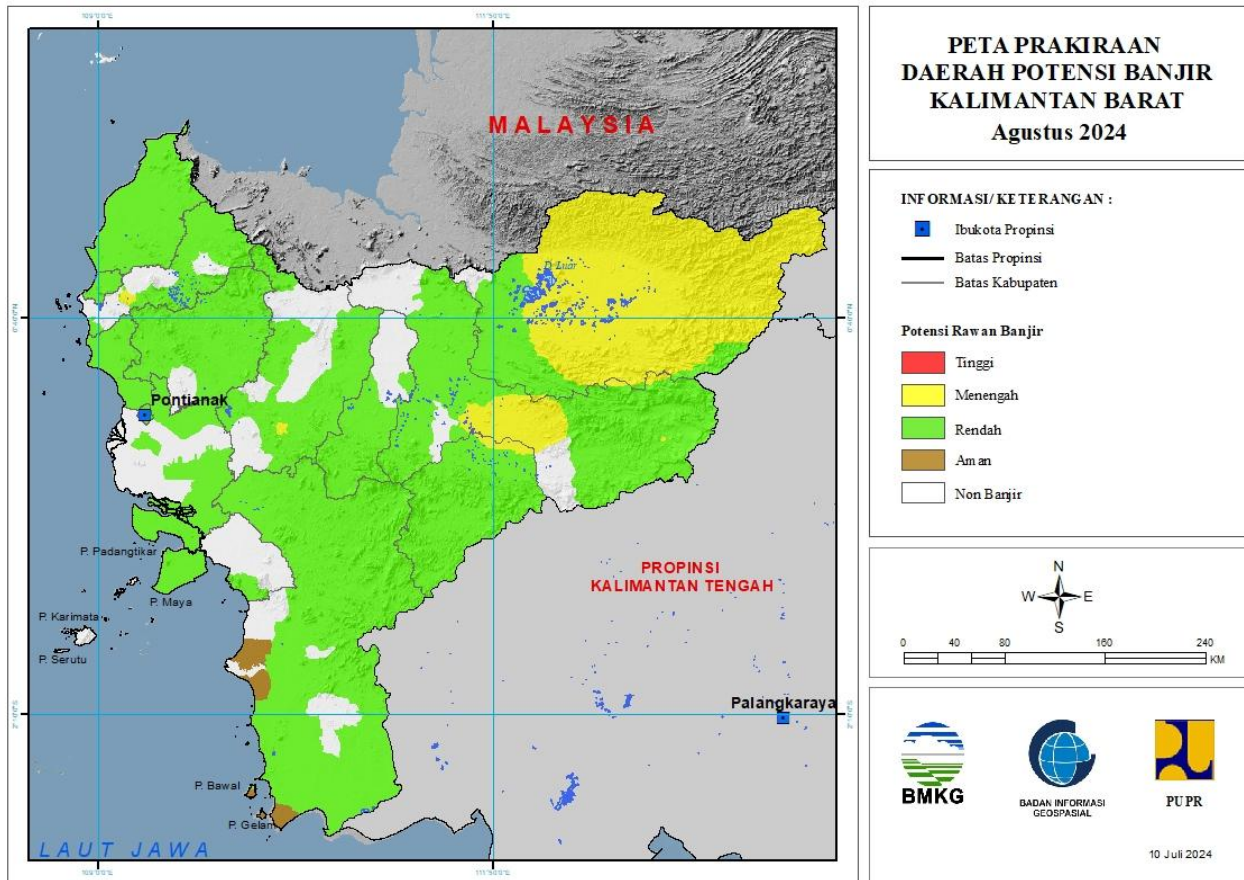 PETA PRAKIRAAN
DAERAH POTENSI BANJIR
KALIMANTAN BARAT
Agustus 2024
INFORMASI/KETERANGAN :
Ibukota Propinsi
Batas Propinsi
Batas Kabupaten
Potensi Rawan Banjir
Tinggi
Menengah
Rendah
Aman
Non Banjir
N
W E
S
0 40 80 160 240
KM
BMKG
BADAN INFORMASI
GEOSPASIAL
PUPR
10 Juli 2024
MALAYSIA
D. Luar
Pontianak
P. Padangtikar
P. Maya
P. Karimata
P. Serutu
PROPINSI
KALIMANTAN TENGAH
Palangkaraya
P. Bawal
P. Gelam
LAUT JAWA